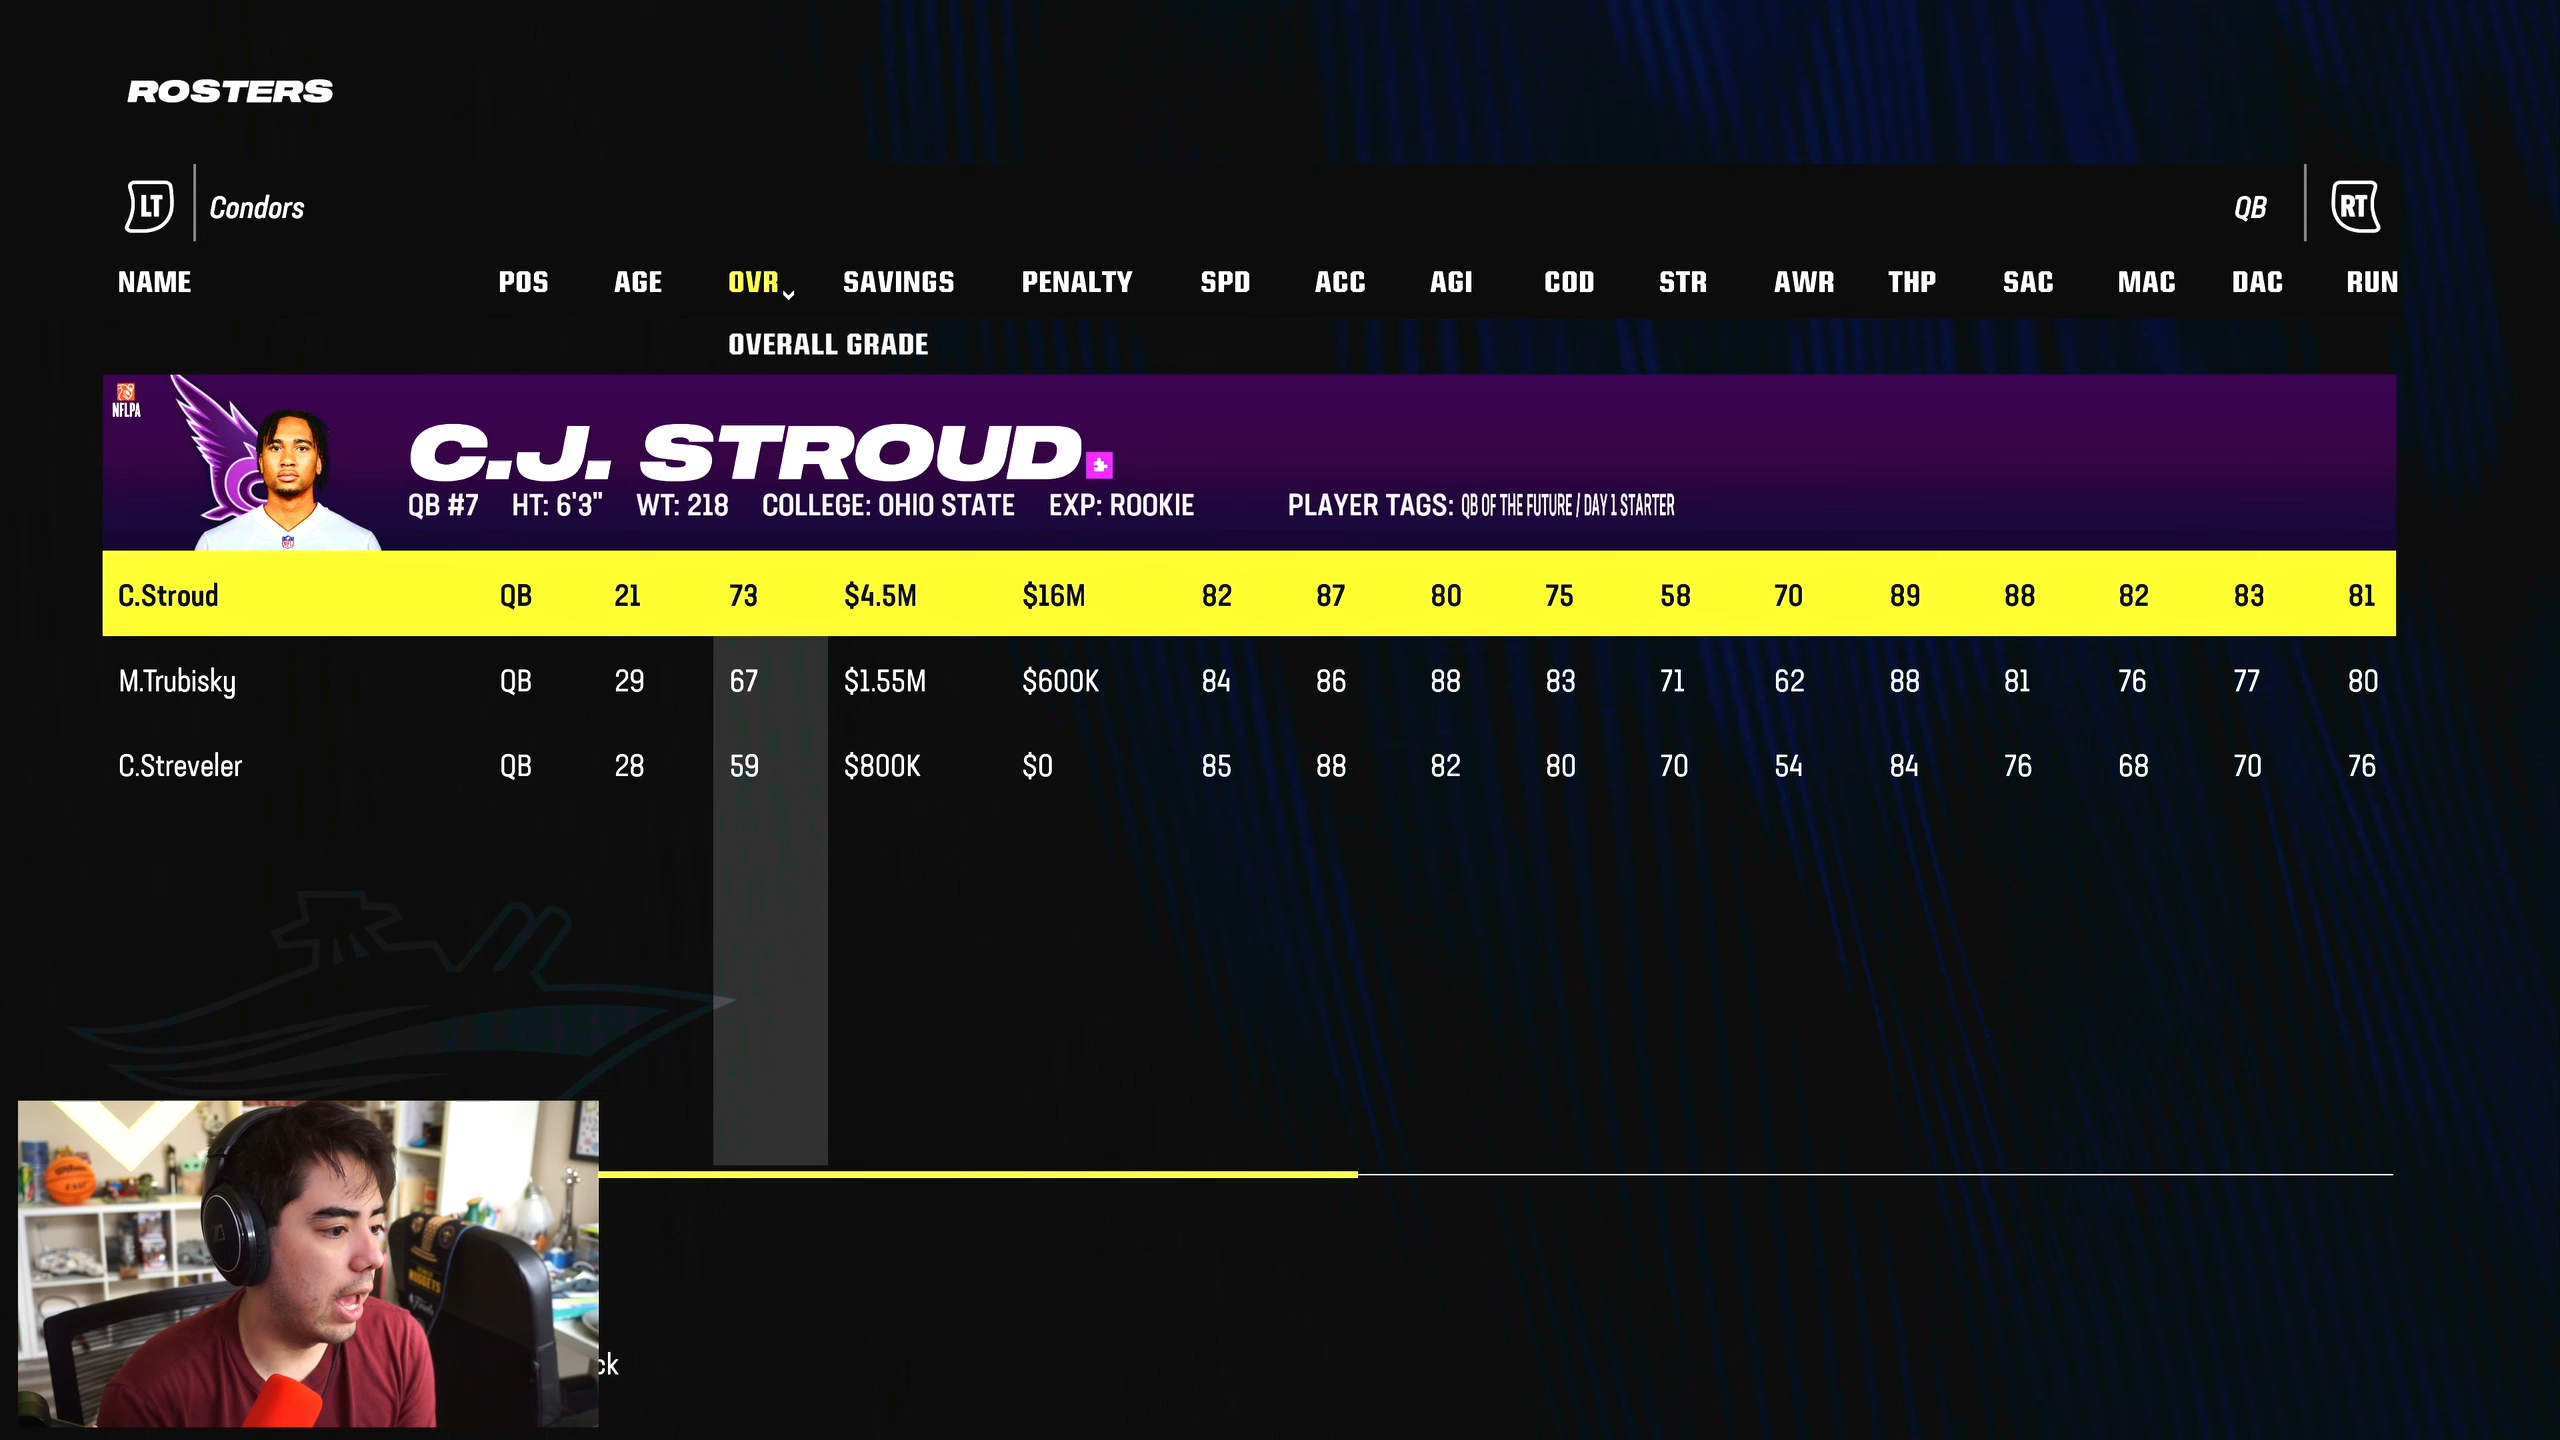 ROSTERS
LT Condors QB RT
NAME POS AGE OVR SAVINGS PENALTY SPD ACC AGI COD STR AWR THP SAC MAC DAC RUN
OVERALL GRADE
NFLPA
C.J. STROUD
QB #7 HT: 6'3" WT: 218 COLLEGE: OHIO STATE EXP: ROOKIE PLAYER TAGS: QB OF THE FUTURE / DAY 1 STARTER
C.Stroud QB 21 73 $4.5M $16M 82 87 80 75 58 70 89 88 82 83 81
M.Trubisky QB 29 67 $1.55M $600K 84 86 88 83 71 62 88 81 76 77 80
C.Streveler QB 28 59 $800K $0 85 88 82 80 70 54 84 76 68 70 76
NUGGETS
ck